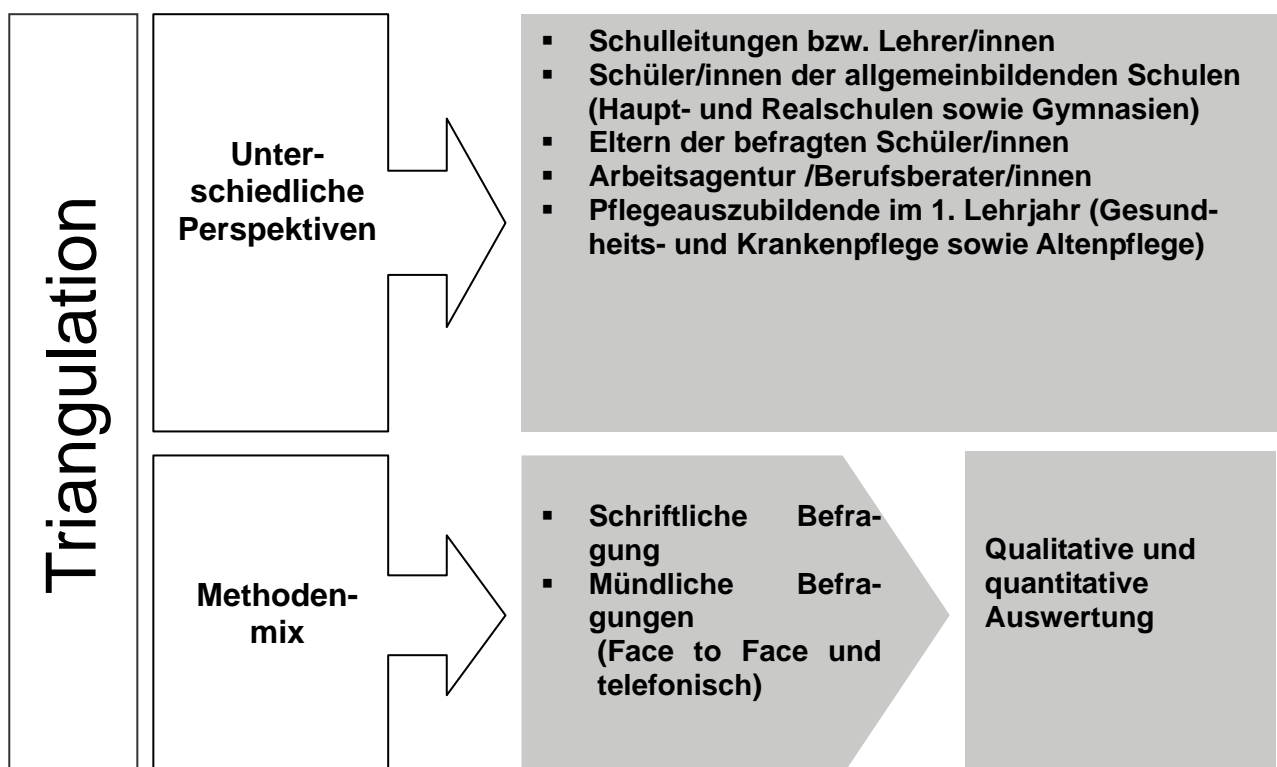 Triangulation
Unter-
schiedliche
Perspektiven
▪ Schulleitungen bzw. Lehrer/innen
▪ Schüler/innen der allgemeinbildenden Schulen
(Haupt- und Realschulen sowie Gymnasien)
▪ Eltern der befragten Schüler/innen
▪ Arbeitsagentur /Berufsberater/innen
▪ Pflegeauszubildende im 1. Lehrjahr (Gesund-
heits- und Krankenpflege sowie Altenpflege)
Methoden-
mix
▪ Schriftliche Befra-
gung
▪ Mündliche Befra-
gungen
(Face to Face und
telefonisch)
Qualitative und
quantitative
Auswertung